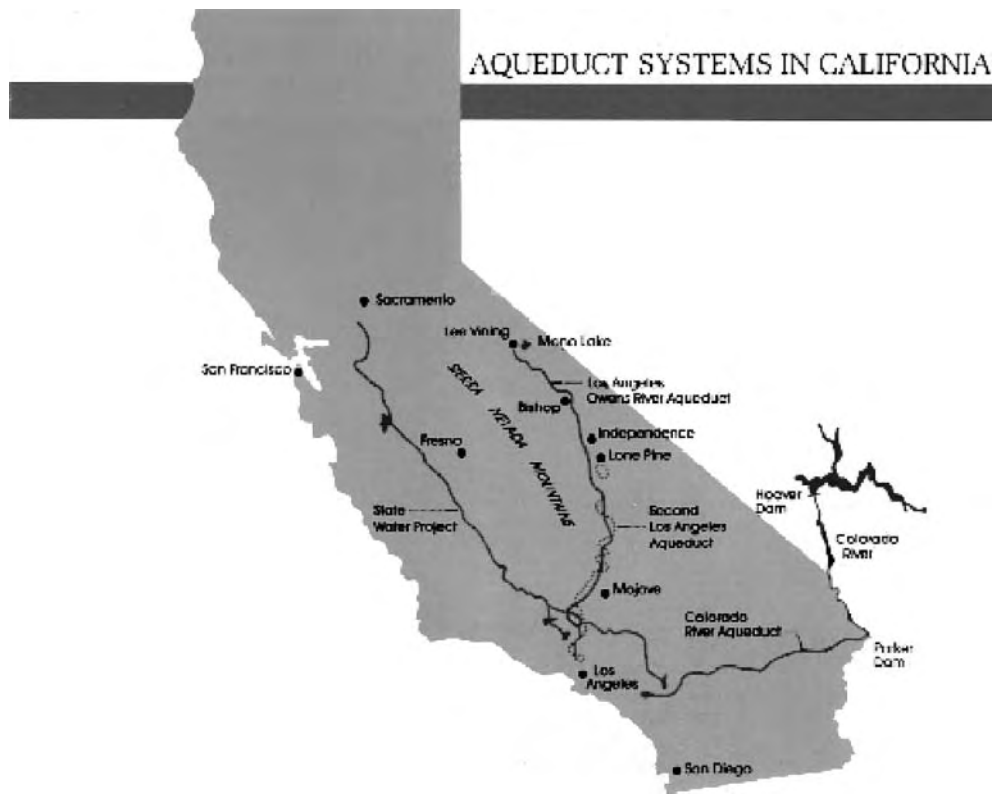 AQUEDUCT SYSTEMS IN CALIFORNIA
Sacramento
Lee Vining
Mono Lake
San Francisco
SIERRA NEVADA MOUNTAINS
Los Angeles
Owens River Aqueduct
Bishop
Independence
Fresno
Lone Pine
Hoover
Dam
State
Water Project
Second
Los Angeles
Aqueduct
Colorado
River
Mojave
Colorado
River Aqueduct
Parker
Dam
Los
Angeles
San Diego